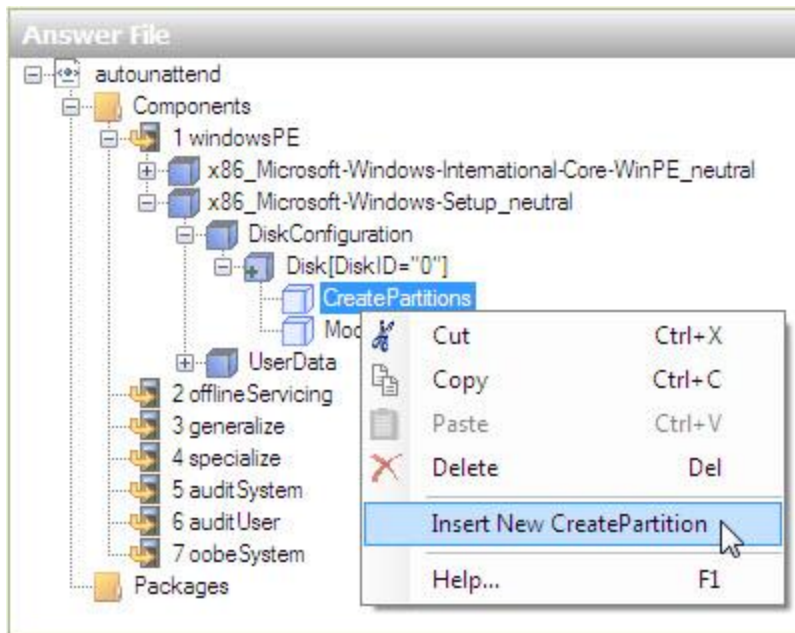 Answer File
autounattend
Components
1 windowsPE
x86_Microsoft-Windows-International-Core-WinPE_neutral
x86_Microsoft-Windows-Setup_neutral
DiskConfiguration
Disk[DiskID="0"]
CreatePartitions
Mod
Cut Ctrl+X
UserData
Copy Ctrl+C
2 offlineServicing
Paste Ctrl+V
3 generalize
4 specialize
Delete Del
5 auditSystem
6 auditUser
Insert New CreatePartition
7 oobeSystem
Packages
Help... F1